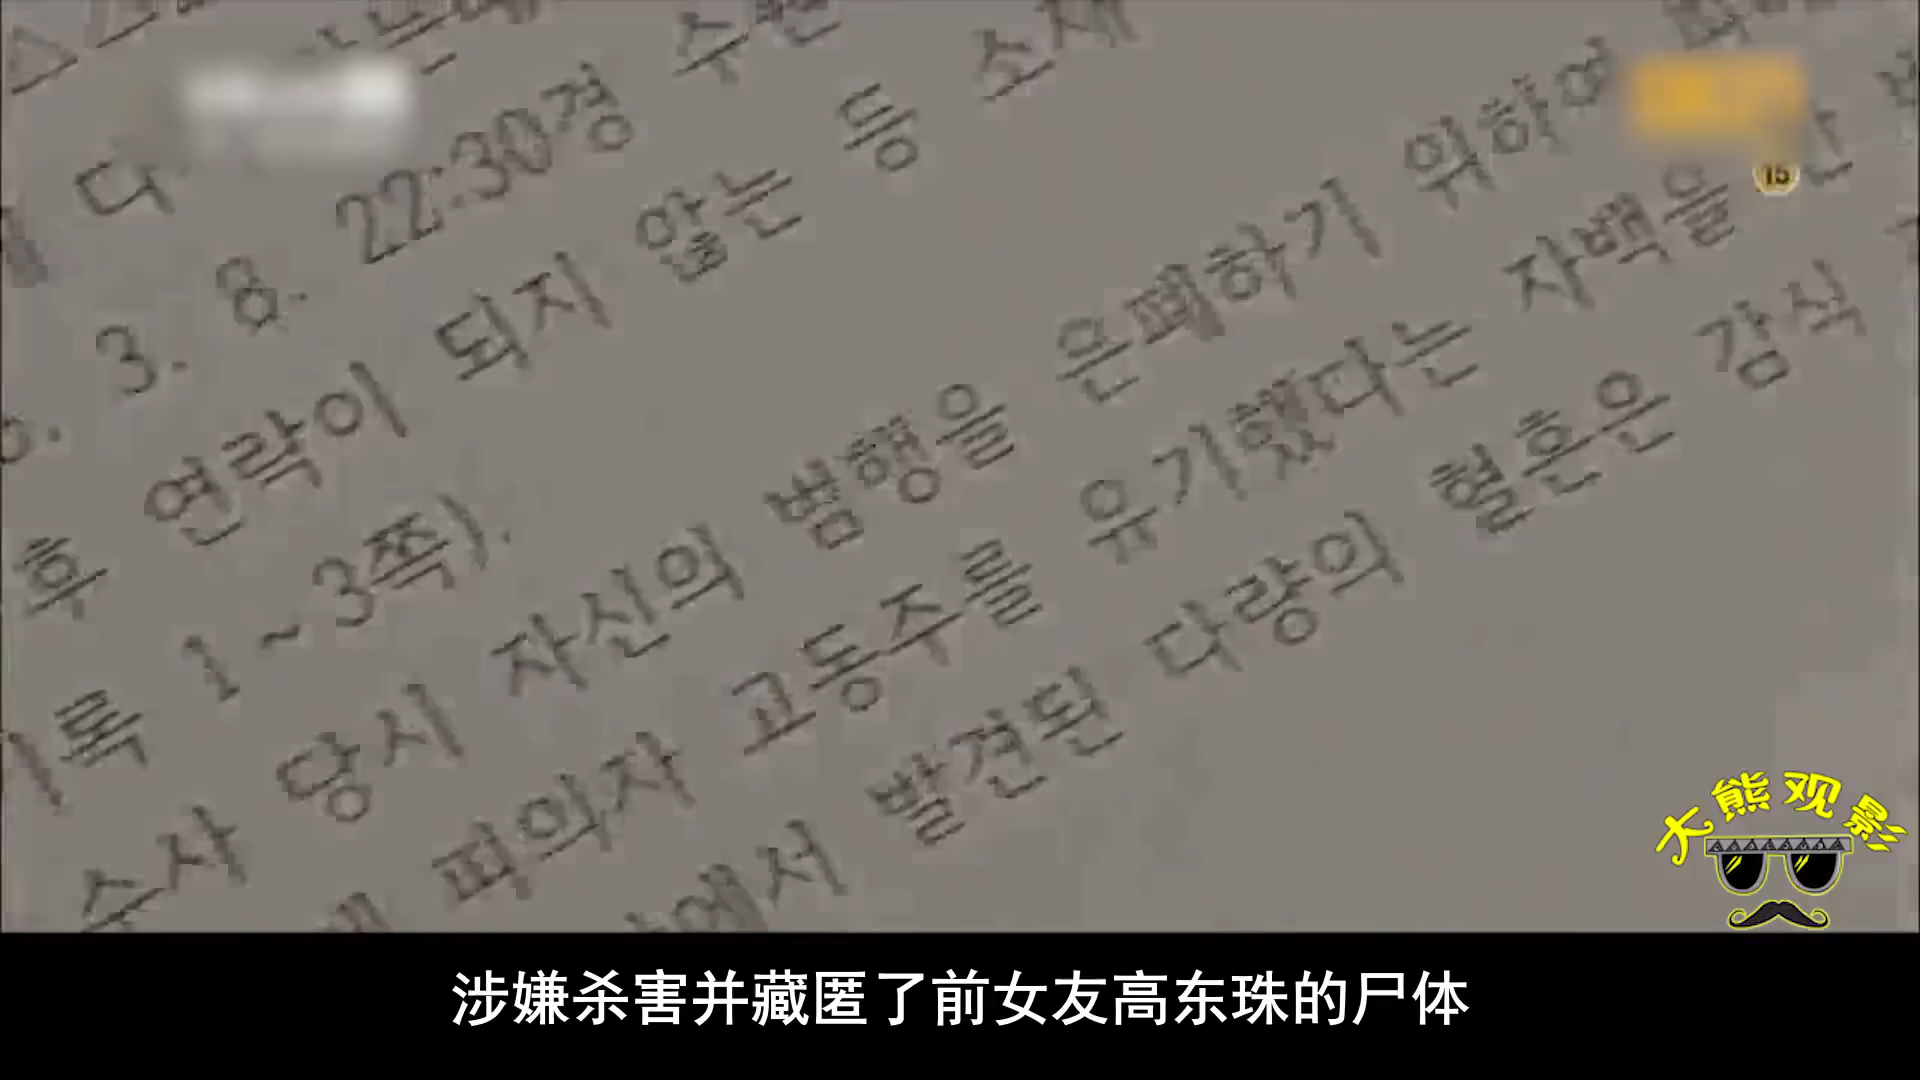 3. 8. 22:30경 수원
후 연락이 되지 않는 등 소재
록 1~3쪽).
수사 당시 자신의 범행을 은폐하기 위하여
피의자 고동주를 유기했다는 자백을
에서 발견된 다량의 혈흔은 감식
15
大熊观影
涉嫌杀害并藏匿了前女友高东珠的尸体